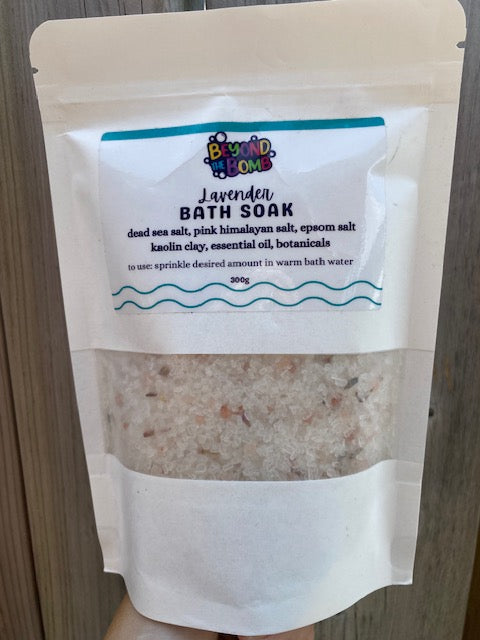 BEYOND
THE BOMB
Lavender
BATH SOAK
dead sea salt, pink himalayan salt, epsom salt
kaolin clay, essential oil, botanicals
to use: sprinkle desired amount in warm bath water
300g